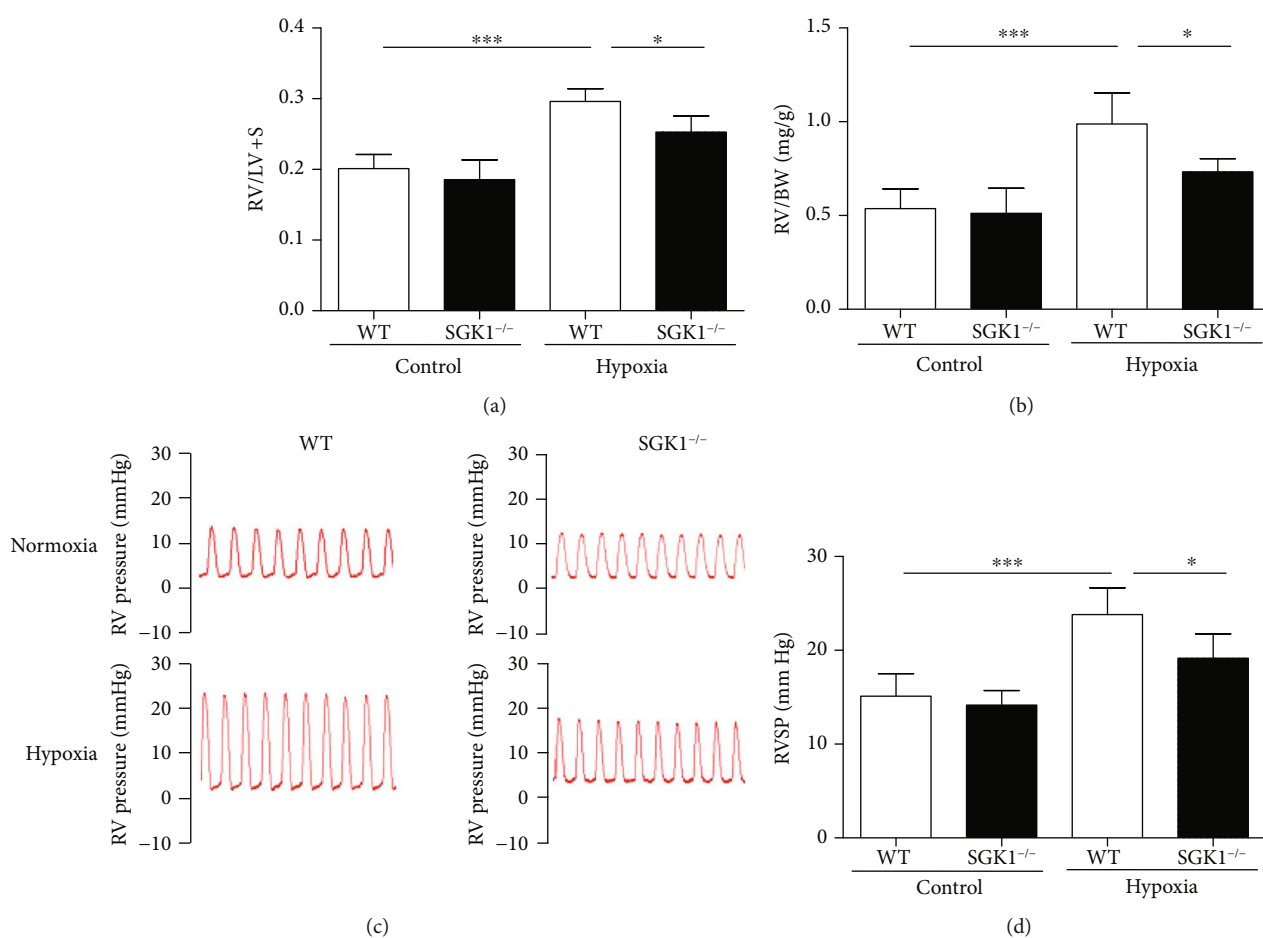 0.4
0.3
0.2
0.1
0.0
RV/LV+S
*** *
WT SGK1⁻/⁻ WT SGK1⁻/⁻
Control Hypoxia
(a)
1.5
1.0
0.5
0.0
RV/BW (mg/g)
*** *
WT SGK1⁻/⁻ WT SGK1⁻/⁻
Control Hypoxia
(b)
WT SGK1⁻/⁻
Normoxia
RV pressure (mmHg)
30
20
10
0
−10
RV pressure (mmHg)
30
20
10
0
−10
Hypoxia
RV pressure (mmHg)
30
20
10
0
−10
RV pressure (mmHg)
30
20
10
0
−10
(c)
30
20
10
0
RVSP (mm Hg)
*** *
WT SGK1⁻/⁻ WT SGK1⁻/⁻
Control Hypoxia
(d)